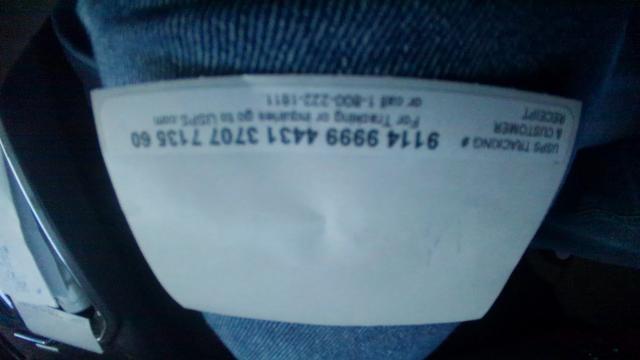 USPS TRACKING #
& CUSTOMER
RECEIPT
9114 9999 4431 3707 7135 60
For Tracking or inquiries go to USPS.com
or call 1-800-222-1811